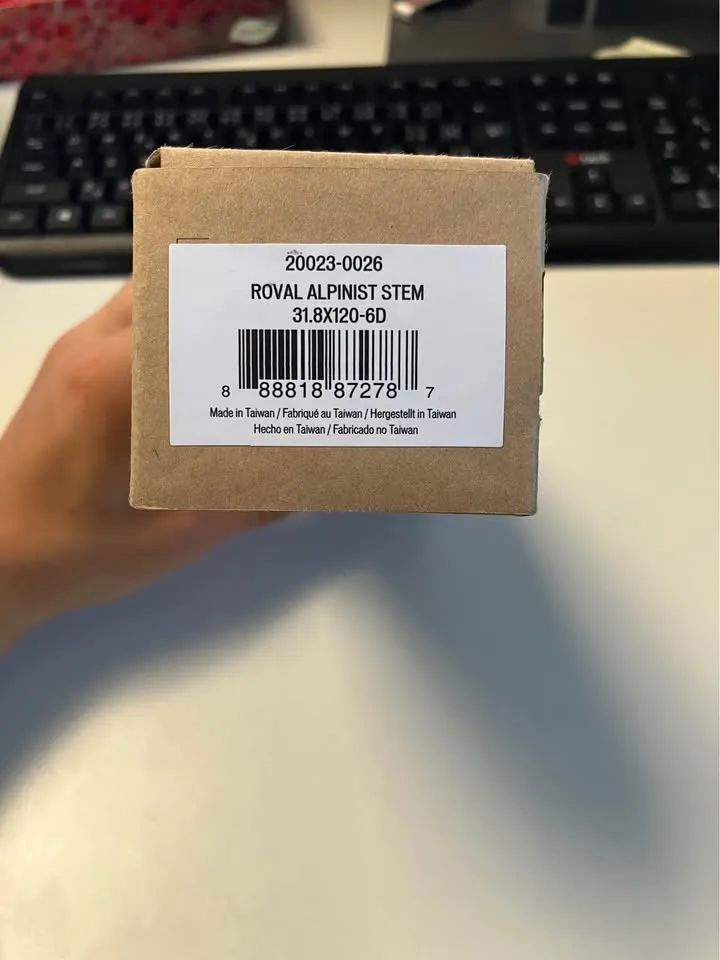 20023-0026
ROVAL ALPINIST STEM
31.8X120-6D
8 88818 87278 7
Made in Taiwan / Fabriqué au Taiwan / Hergestellt in Taiwan
Hecho en Taiwan / Fabricado no Taiwan